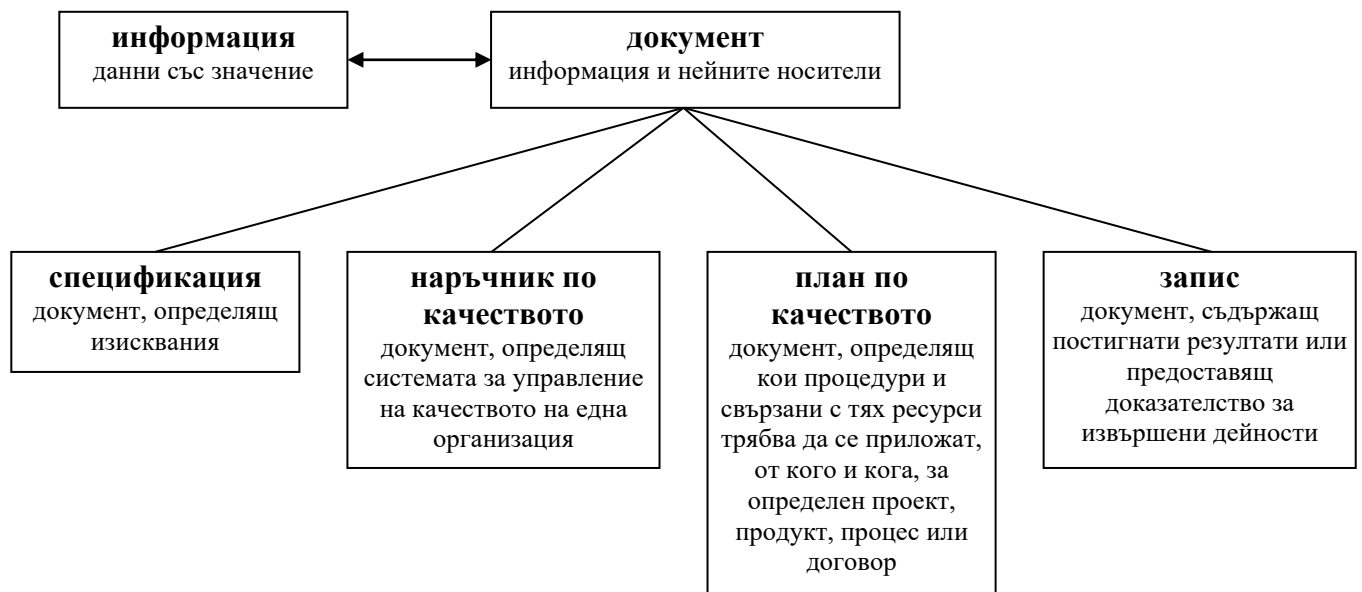 информация
данни със значение
документ
информация и нейните носители
спецификация
документ, определящ
изисквания
наръчник по
качеството
документ, определящ
системата за управление
на качеството на една
организация
план по
качеството
документ, определящ
кои процедури и
свързани с тях ресурси
трябва да се приложат,
от кого и кога, за
определен проект,
продукт, процес или
договор
запис
документ, съдържащ
постигнати резултати или
предоставящ
доказателство за
извършени дейности